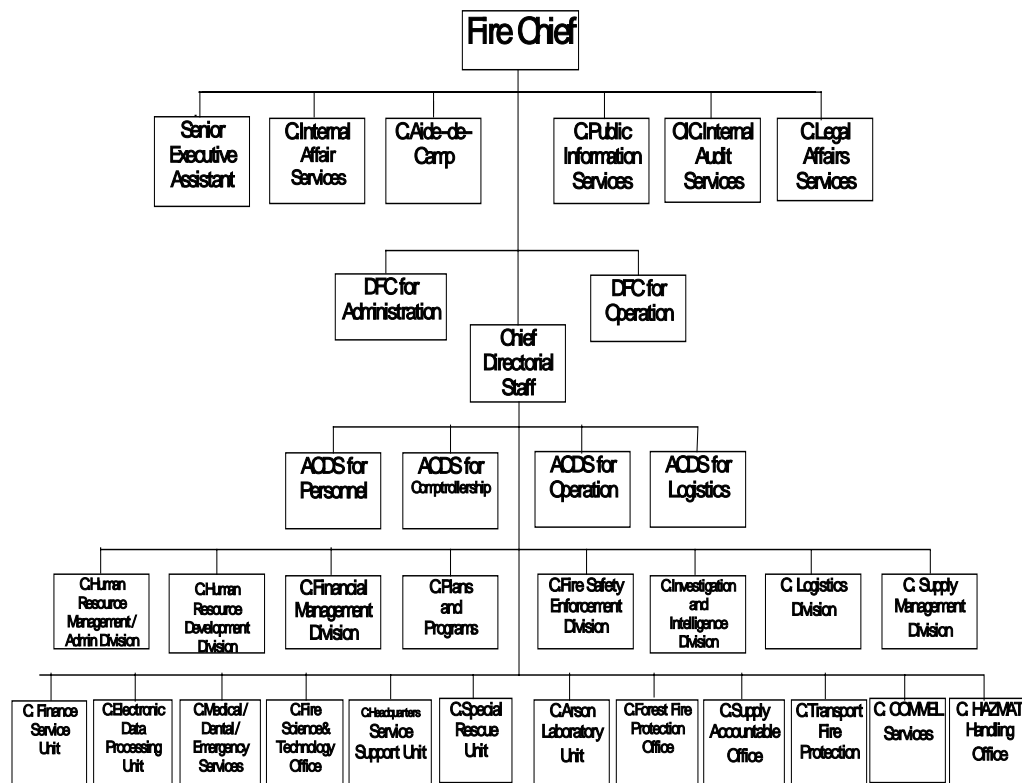 Fire Chief
Senior
Executive
Assistant
C.Internal
Affair
Services
C.Aide-de-
Camp
C.Public
Information
Services
OIC.Internal
Audit
Services
C.Legal
Affairs
Services
DFC for
Administration
DFC for
Operation
Chief
Directorial
Staff
ACDS for
Personnel
ACDS for
Comptrollership
ACDS for
Operation
ACDS for
Logistics
C.Human
Resource
Management/
Admin Division
C.Human
Resource
Development
Division
C.Financial
Management
Division
C.Plans
and
Programs
C.Fire Safety
Enforcement
Division
C.Investigation
and
Intelligence
Division
C. Logistics
Division
C. Supply
Management
Division
C. Finance
Service
Unit
C.Electronic
Data
Processing
Unit
C.Medical/
Dental/
Emergency
Services
C.Fire
Science&
Technology
Office
C.Headquarters
Service
Support Unit
C.Special
Rescue
Unit
C.Arson
Laboratory
Unit
C.Forest Fire
Protection
Office
C.Supply
Accountable
Office
C.Transport
Fire
Protection
C. COMMEL
Services
C. HAZMAT
Handling
Office